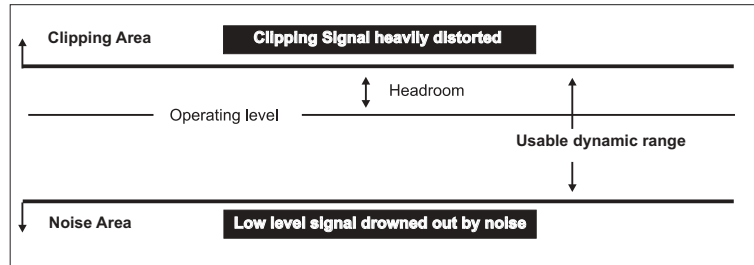 Clipping Area
Clipping Signal heavily distorted
Headroom
Operating level
Usable dynamic range
Noise Area
Low level signal drowned out by noise